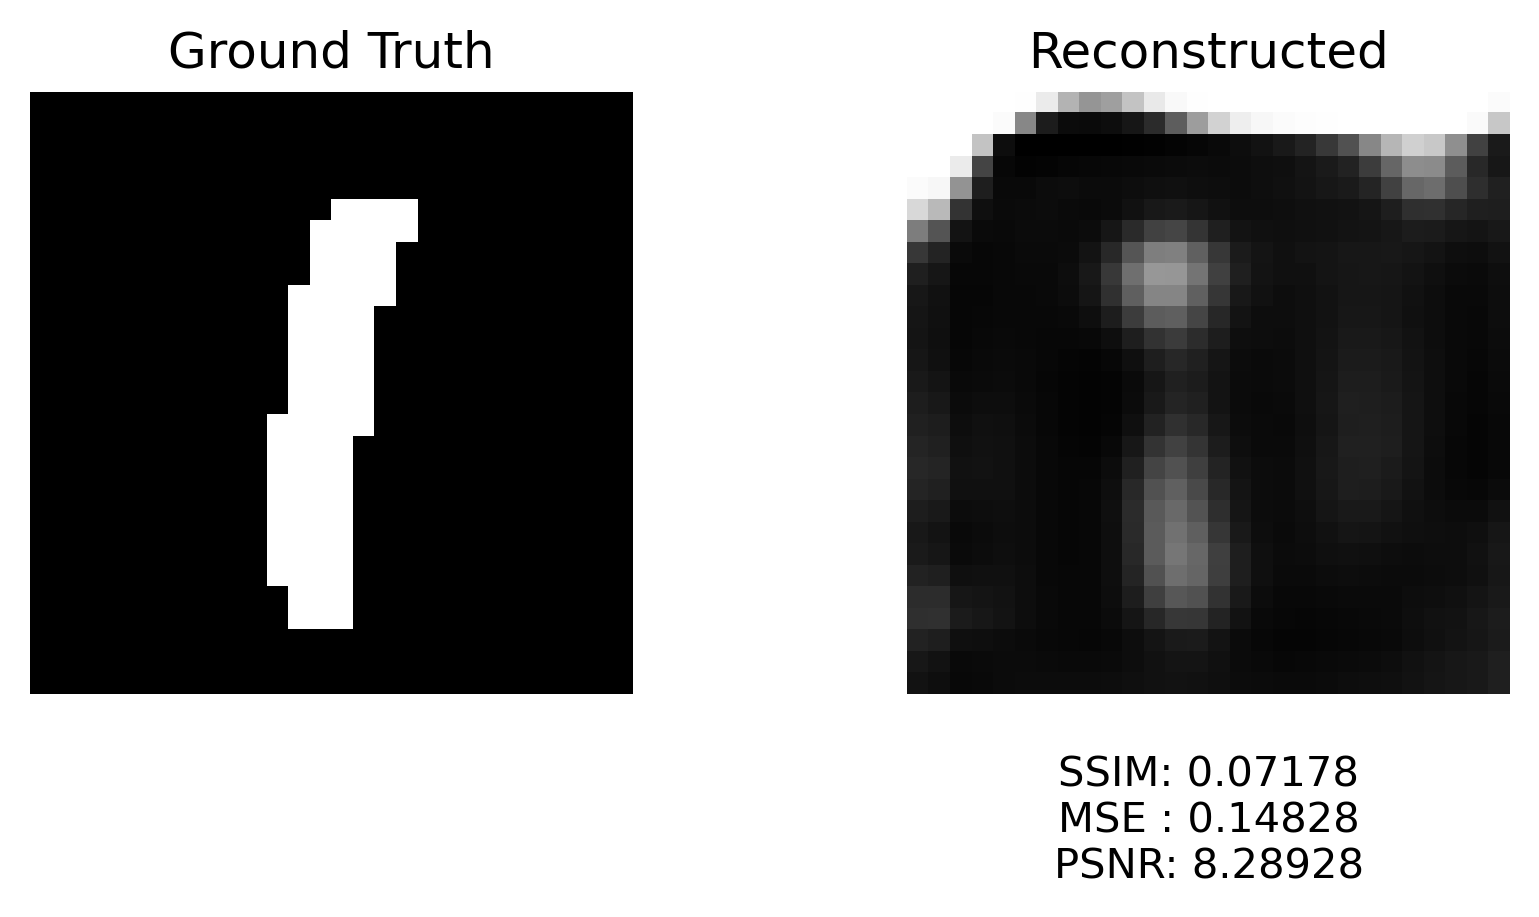 Ground Truth
Reconstructed
SSIM: 0.07178
MSE : 0.14828
PSNR: 8.28928